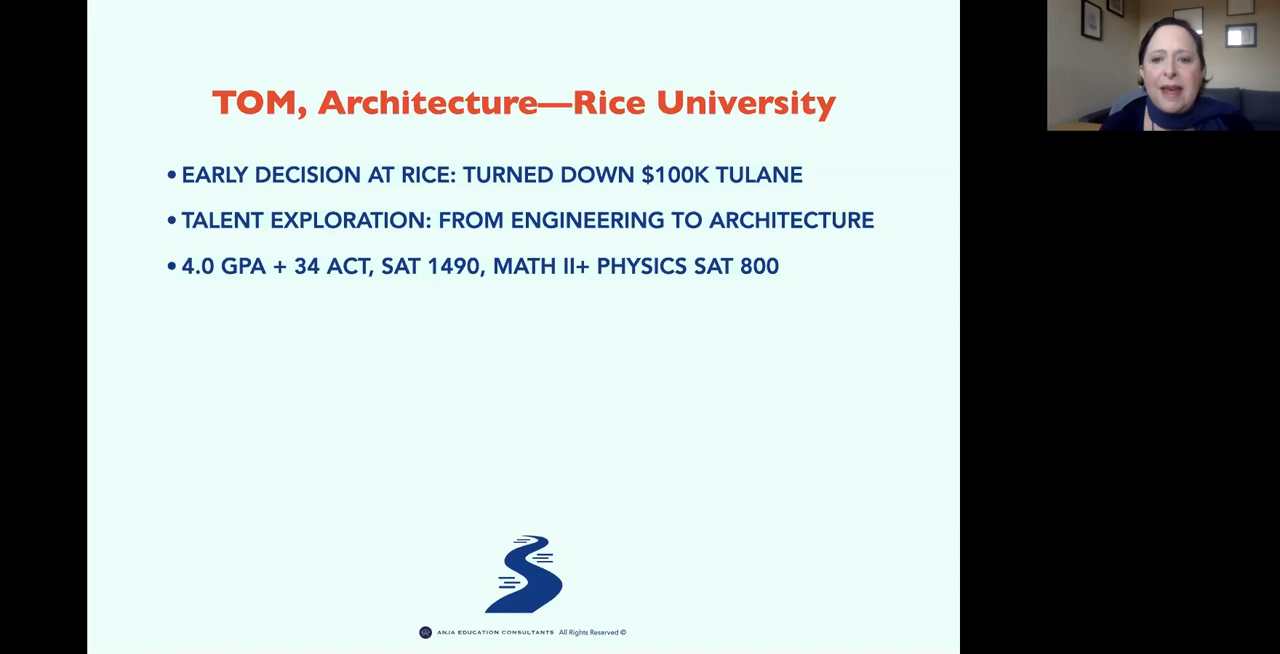 TOM, Architecture—Rice University
• EARLY DECISION AT RICE: TURNED DOWN $100K TULANE
• TALENT EXPLORATION: FROM ENGINEERING TO ARCHITECTURE
• 4.0 GPA + 34 ACT, SAT 1490, MATH II+ PHYSICS SAT 800
ANJA EDUCATION CONSULTANTS All Rights Reserved ©